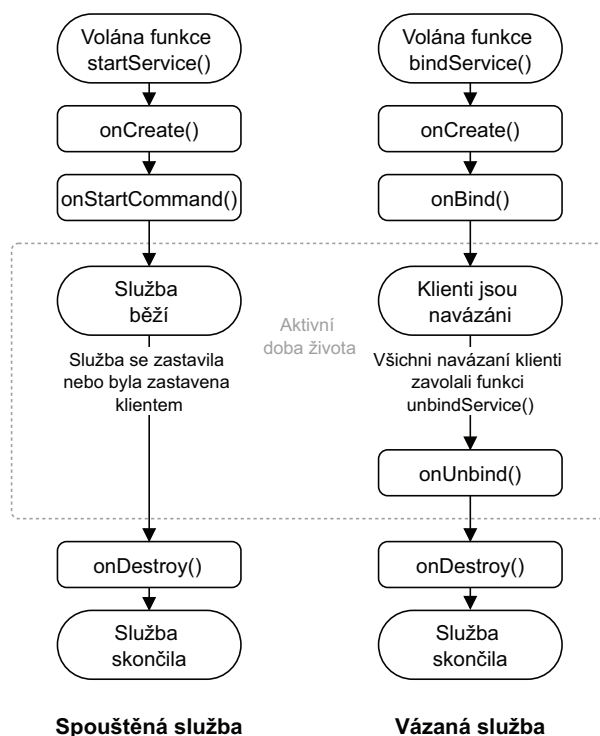 Volána funkce
startService()
onCreate()
onStartCommand()
Služba
běží
Služba se zastavila
nebo byla zastavena
klientem
onDestroy()
Služba
skončila
Spouštěná služba
Aktivní
doba života
Volána funkce
bindService()
onCreate()
onBind()
Klienti jsou
navázáni
Všichni navázaní klienti
zavolali funkci
unbindService()
onUnbind()
onDestroy()
Služba
skončila
Vázaná služba